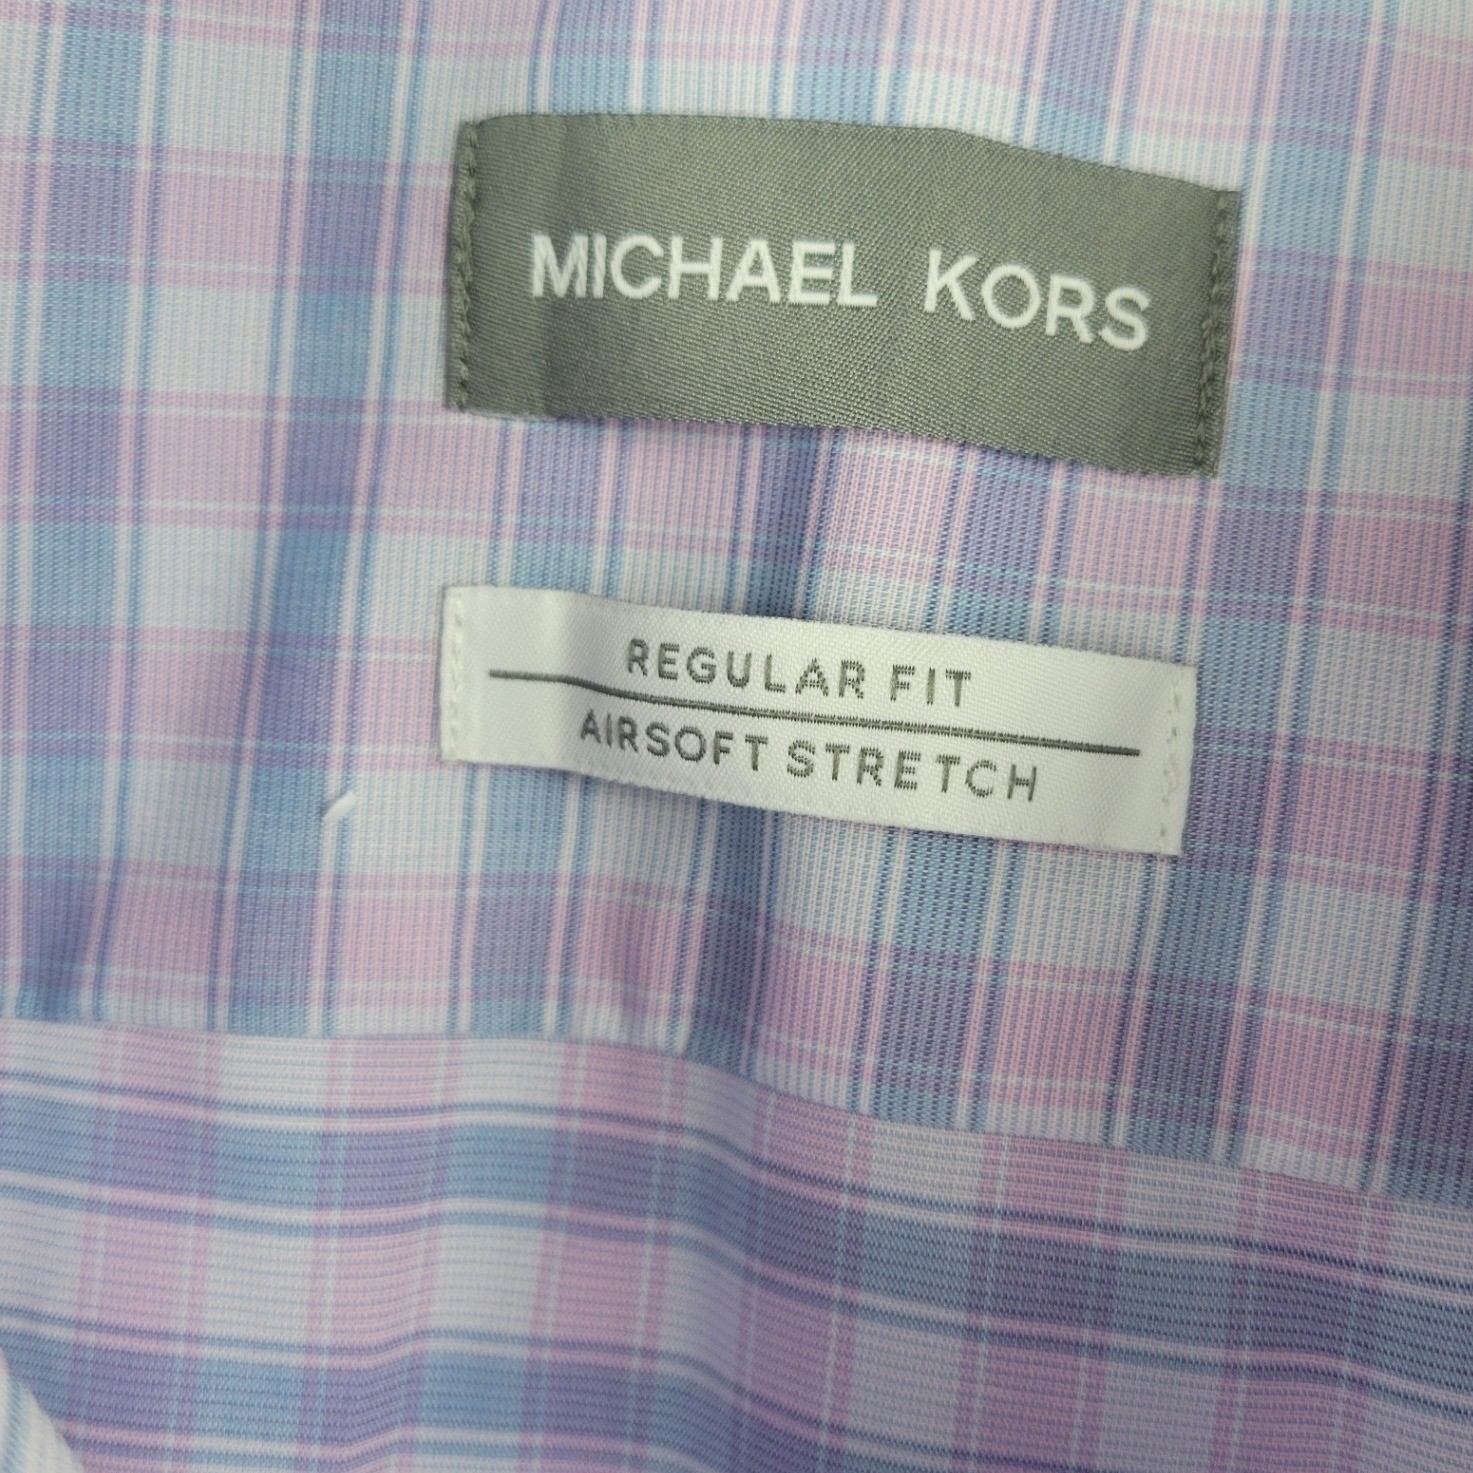 MICHAEL KORS
REGULAR FIT
AIRSOFT STRETCH